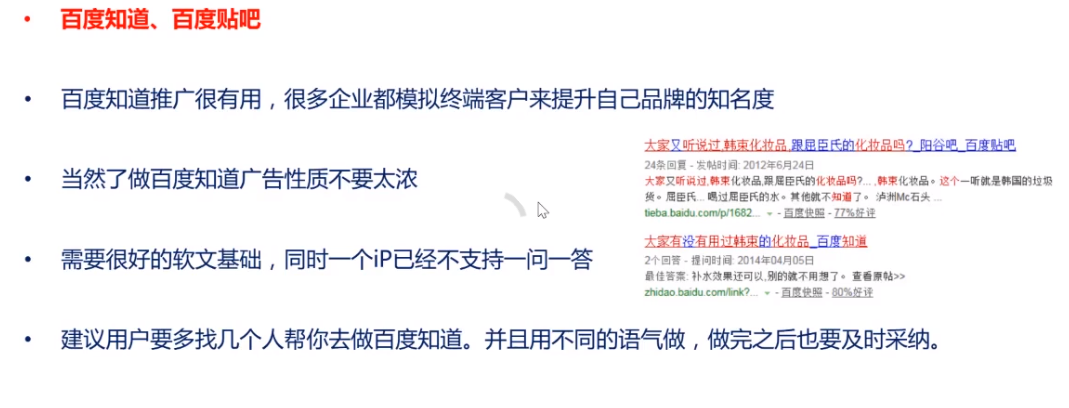 百度知道、百度贴吧
百度知道推广很有用，很多企业都模拟终端客户来提升自己品牌的知名度
当然了做百度知道广告性质不要太浓
需要很好的软文基础，同时一个iP已经不支持一问一答
建议用户要多找几个人帮你去做百度知道。并且用不同的语气做，做完之后也要及时采纳。
大家又听说过,韩束化妆品,跟屈臣氏的化妆品吗?_阳谷吧_百度贴吧
24条回复 - 发帖时间: 2012年6月24日
大家又听说过,韩束化妆品,跟屈臣氏的化妆品吗?... ,韩束化妆品。这个一听就是韩国的垃圾
货。屈臣氏... 喝过屈臣氏的水。其他就不知道了。 泸洲Mc石头 ...
tieba.baidu.com/p/1682... - 百度快照 - 77%好评
大家有没有用过韩束的化妆品_百度知道
2个回答 - 提问时间: 2014年04月05日
最佳答案: 补水效果还可以,别的就不用想了。 查看原帖>>
zhidao.baidu.com/link?... - 百度快照 - 80%好评